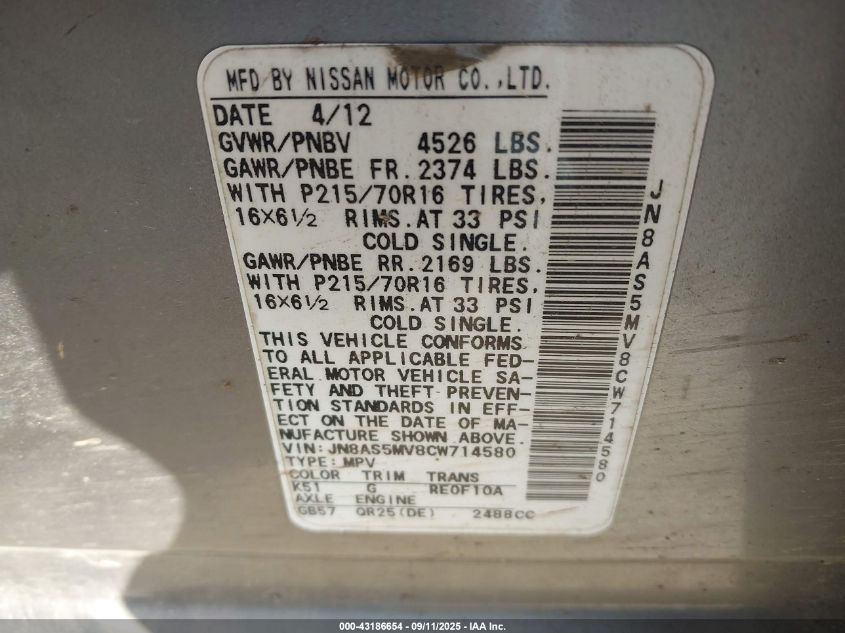 MFD BY NISSAN MOTOR CO.,LTD.
DATE 4/12
GVWR/PNBV 4526 LBS.
GAWR/PNBE FR. 2374 LBS.
WITH P215/70R16 TIRES,
16×6½ RIMS.AT 33 PSI
COLD SINGLE.
GAWR/PNBE RR. 2169 LBS.
WITH P215/70R16 TIRES,
16×6½ RIMS.AT 33 PSI
COLD SINGLE.
THIS VEHICLE CONFORMS
TO ALL APPLICABLE FED-
ERAL MOTOR VEHICLE SA-
FETY AND THEFT PREVEN-
TION STANDARDS IN EFF-
ECT ON THE DATE OF MA-
NUFACTURE SHOWN ABOVE.
VIN: JN8AS5MV8CW714580
TYPE: MPV
COLOR TRIM TRANS
K51 G RE0F10A
AXLE ENGINE
GB57 QR25(DE) 2488CC
JN8AS5MV8CW714580
000-43186654 - 09/11/2025 - IAA Inc.